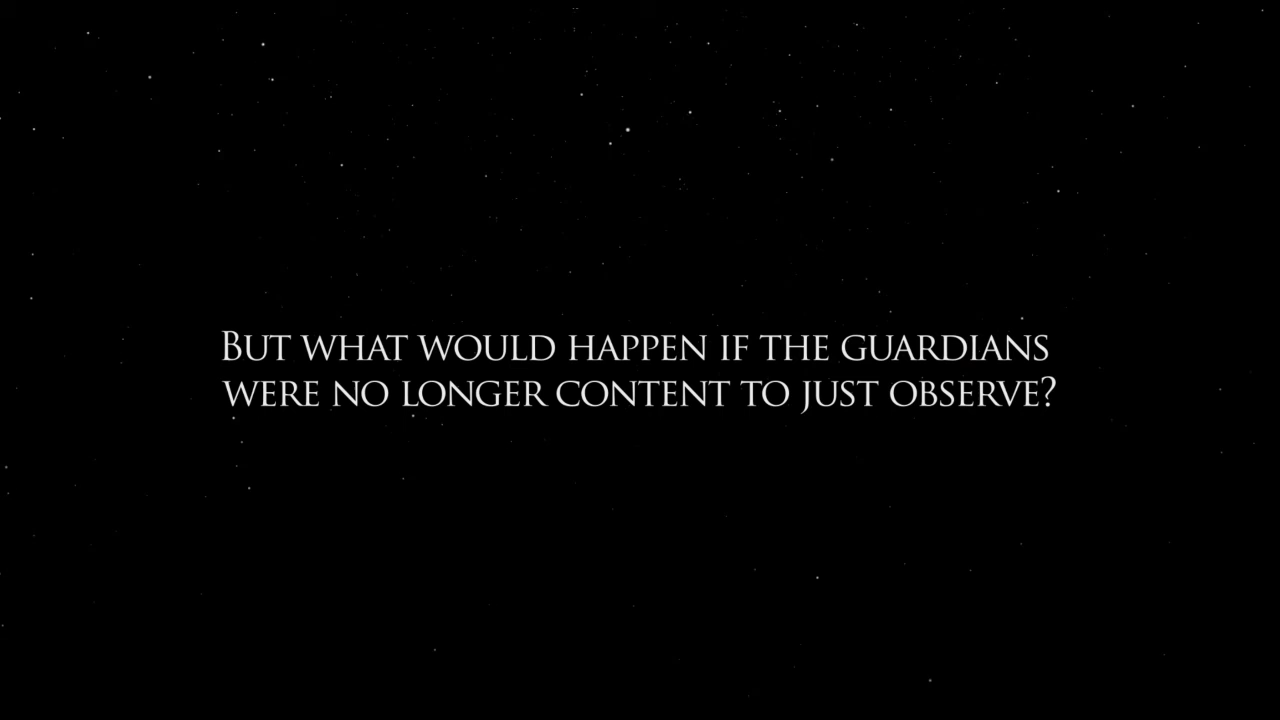 But what would happen if the guardians
were no longer content to just observe?